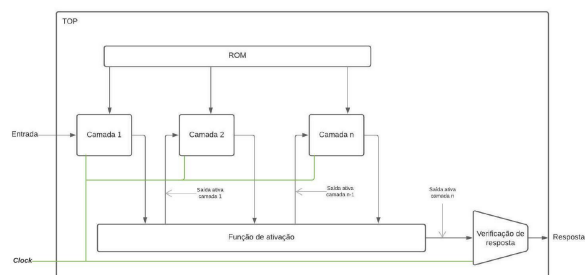 TOP
ROM
Entrada
Camada 1
Camada 2
Camada n
Saída ativa
camada 1
Saída ativa
camada n-1
Saída ativa
camada n
Função de ativação
Verificação de
resposta
Resposta
Clock